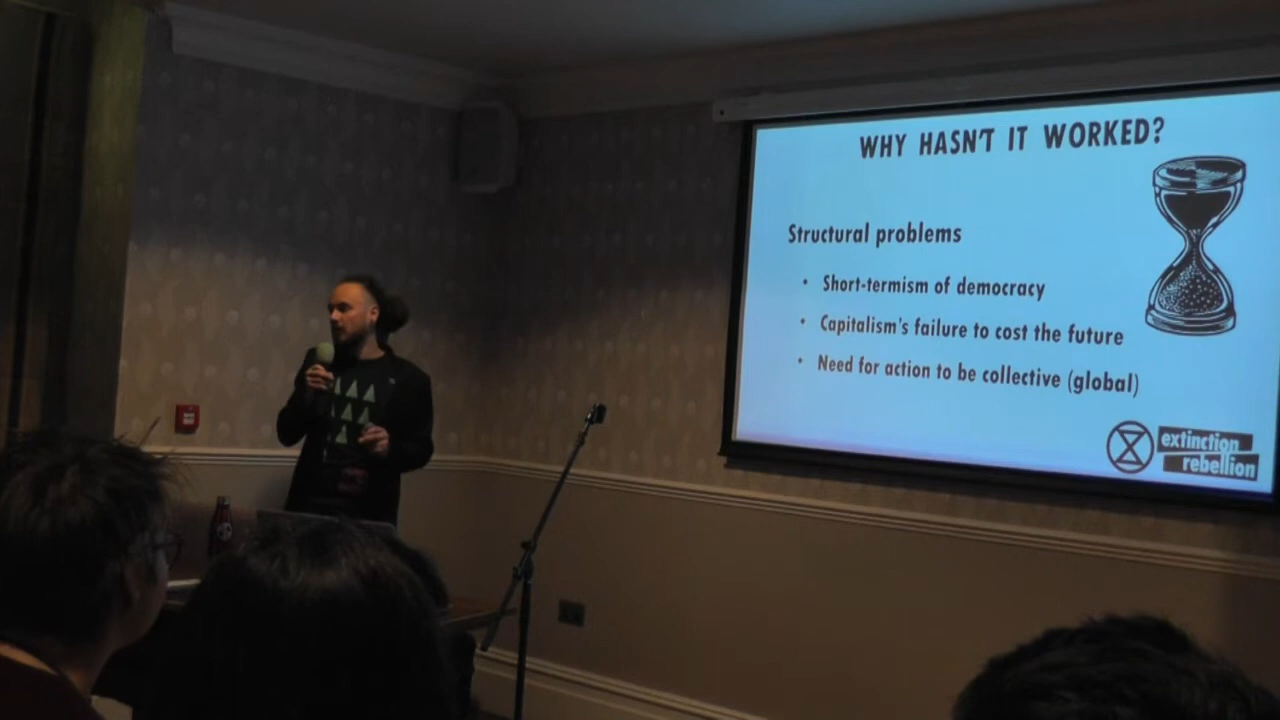 WHY HASN'T IT WORKED?
Structural problems
• Short-termism of democracy
• Capitalism's failure to cost the future
• Need for action to be collective (global)
extinction
rebellion